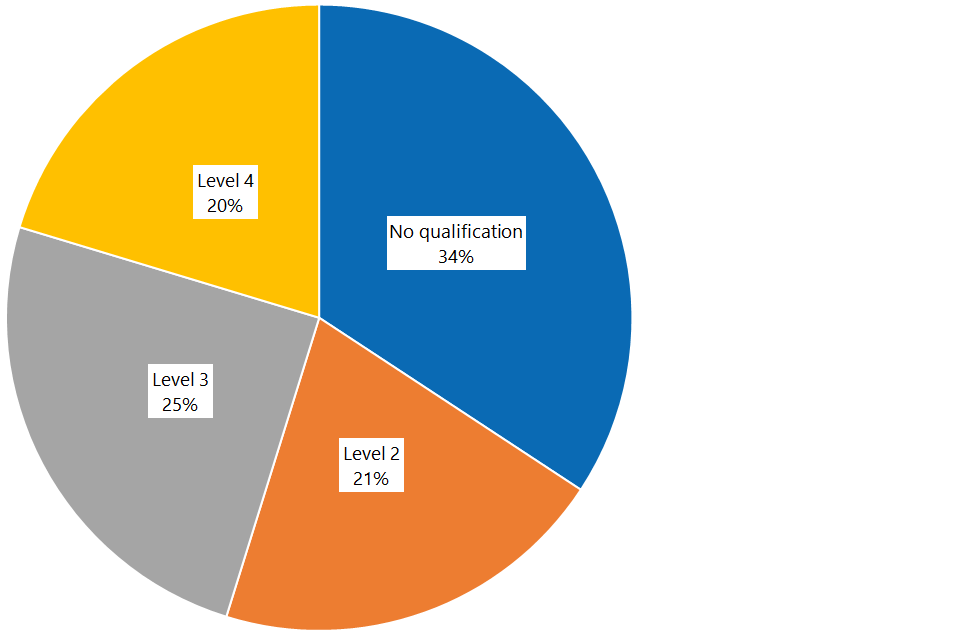 Level 4
20%
No qualification
34%
Level 3
25%
Level 2
21%